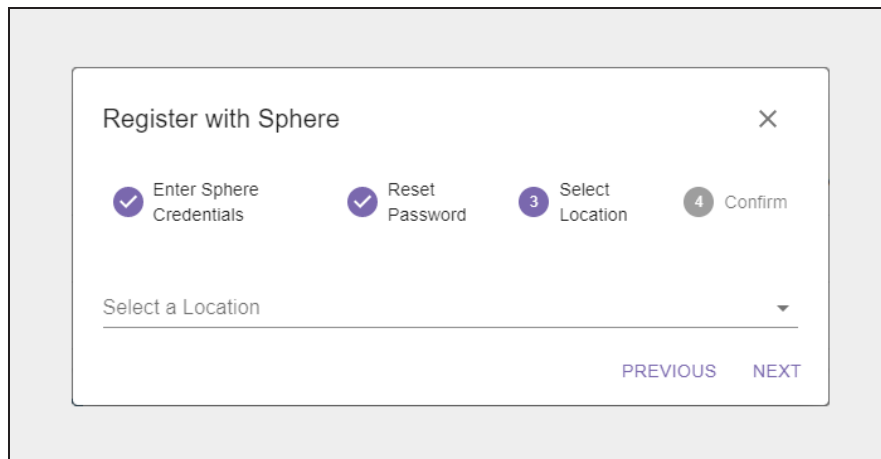 Register with Sphere
Enter Sphere
Credentials
Reset
Password
3
Select
Location
4
Confirm
Select a Location
PREVIOUS
NEXT